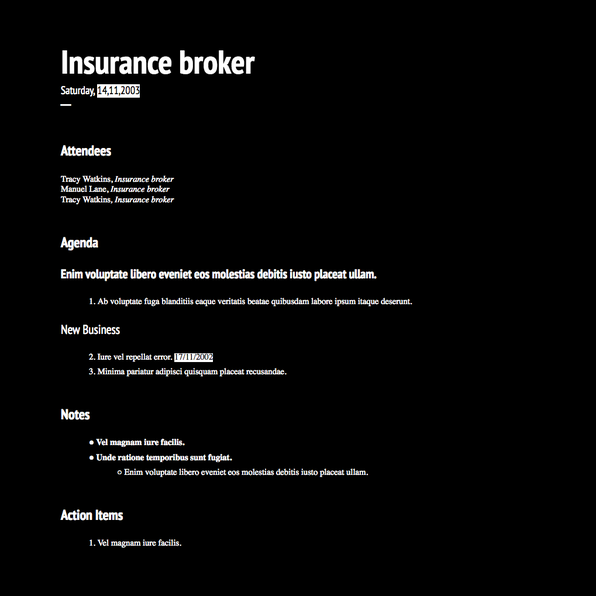 Insurance broker
Saturday, 14,11,2003
Attendees
Tracy Watkins, Insurance broker
Manuel Lane, Insurance broker
Tracy Watkins, Insurance broker
Agenda
Enim voluptate libero eveniet eos molestias debitis iusto placeat ullam.
1. Ab voluptate fuga blanditiis eaque veritatis beatae quibusdam labore ipsum itaque deserunt.
New Business
2. Iure vel repellat error. 17/11/2002
3. Minima pariatur adipisci quisquam placeat recusandae.
Notes
● Vel magnam iure facilis.
● Unde ratione temporibus sunt fugiat.
○ Enim voluptate libero eveniet eos molestias debitis iusto placeat ullam.
Action Items
1. Vel magnam iure facilis.